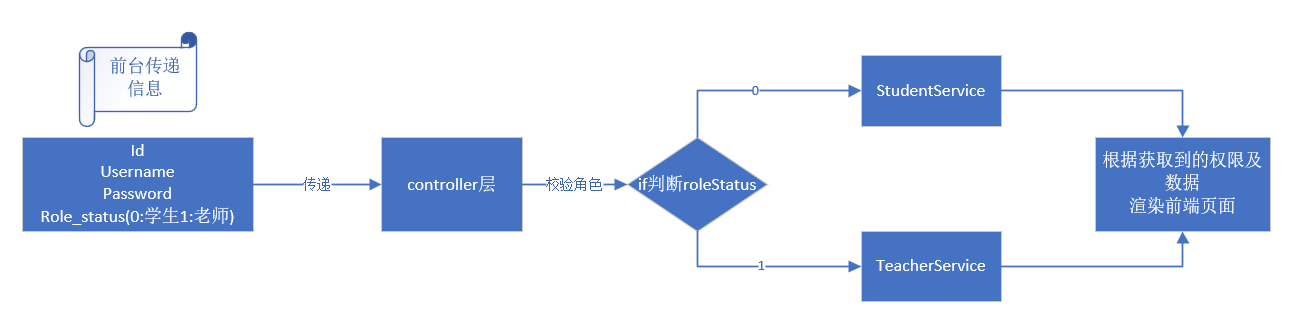 前台传递
信息
Id
Username
Password
Role_status(0:学生1:老师)
传递
controller层
校验角色
if判断roleStatus
0
StudentService
1
TeacherService
根据获取到的权限及
数据
渲染前端页面